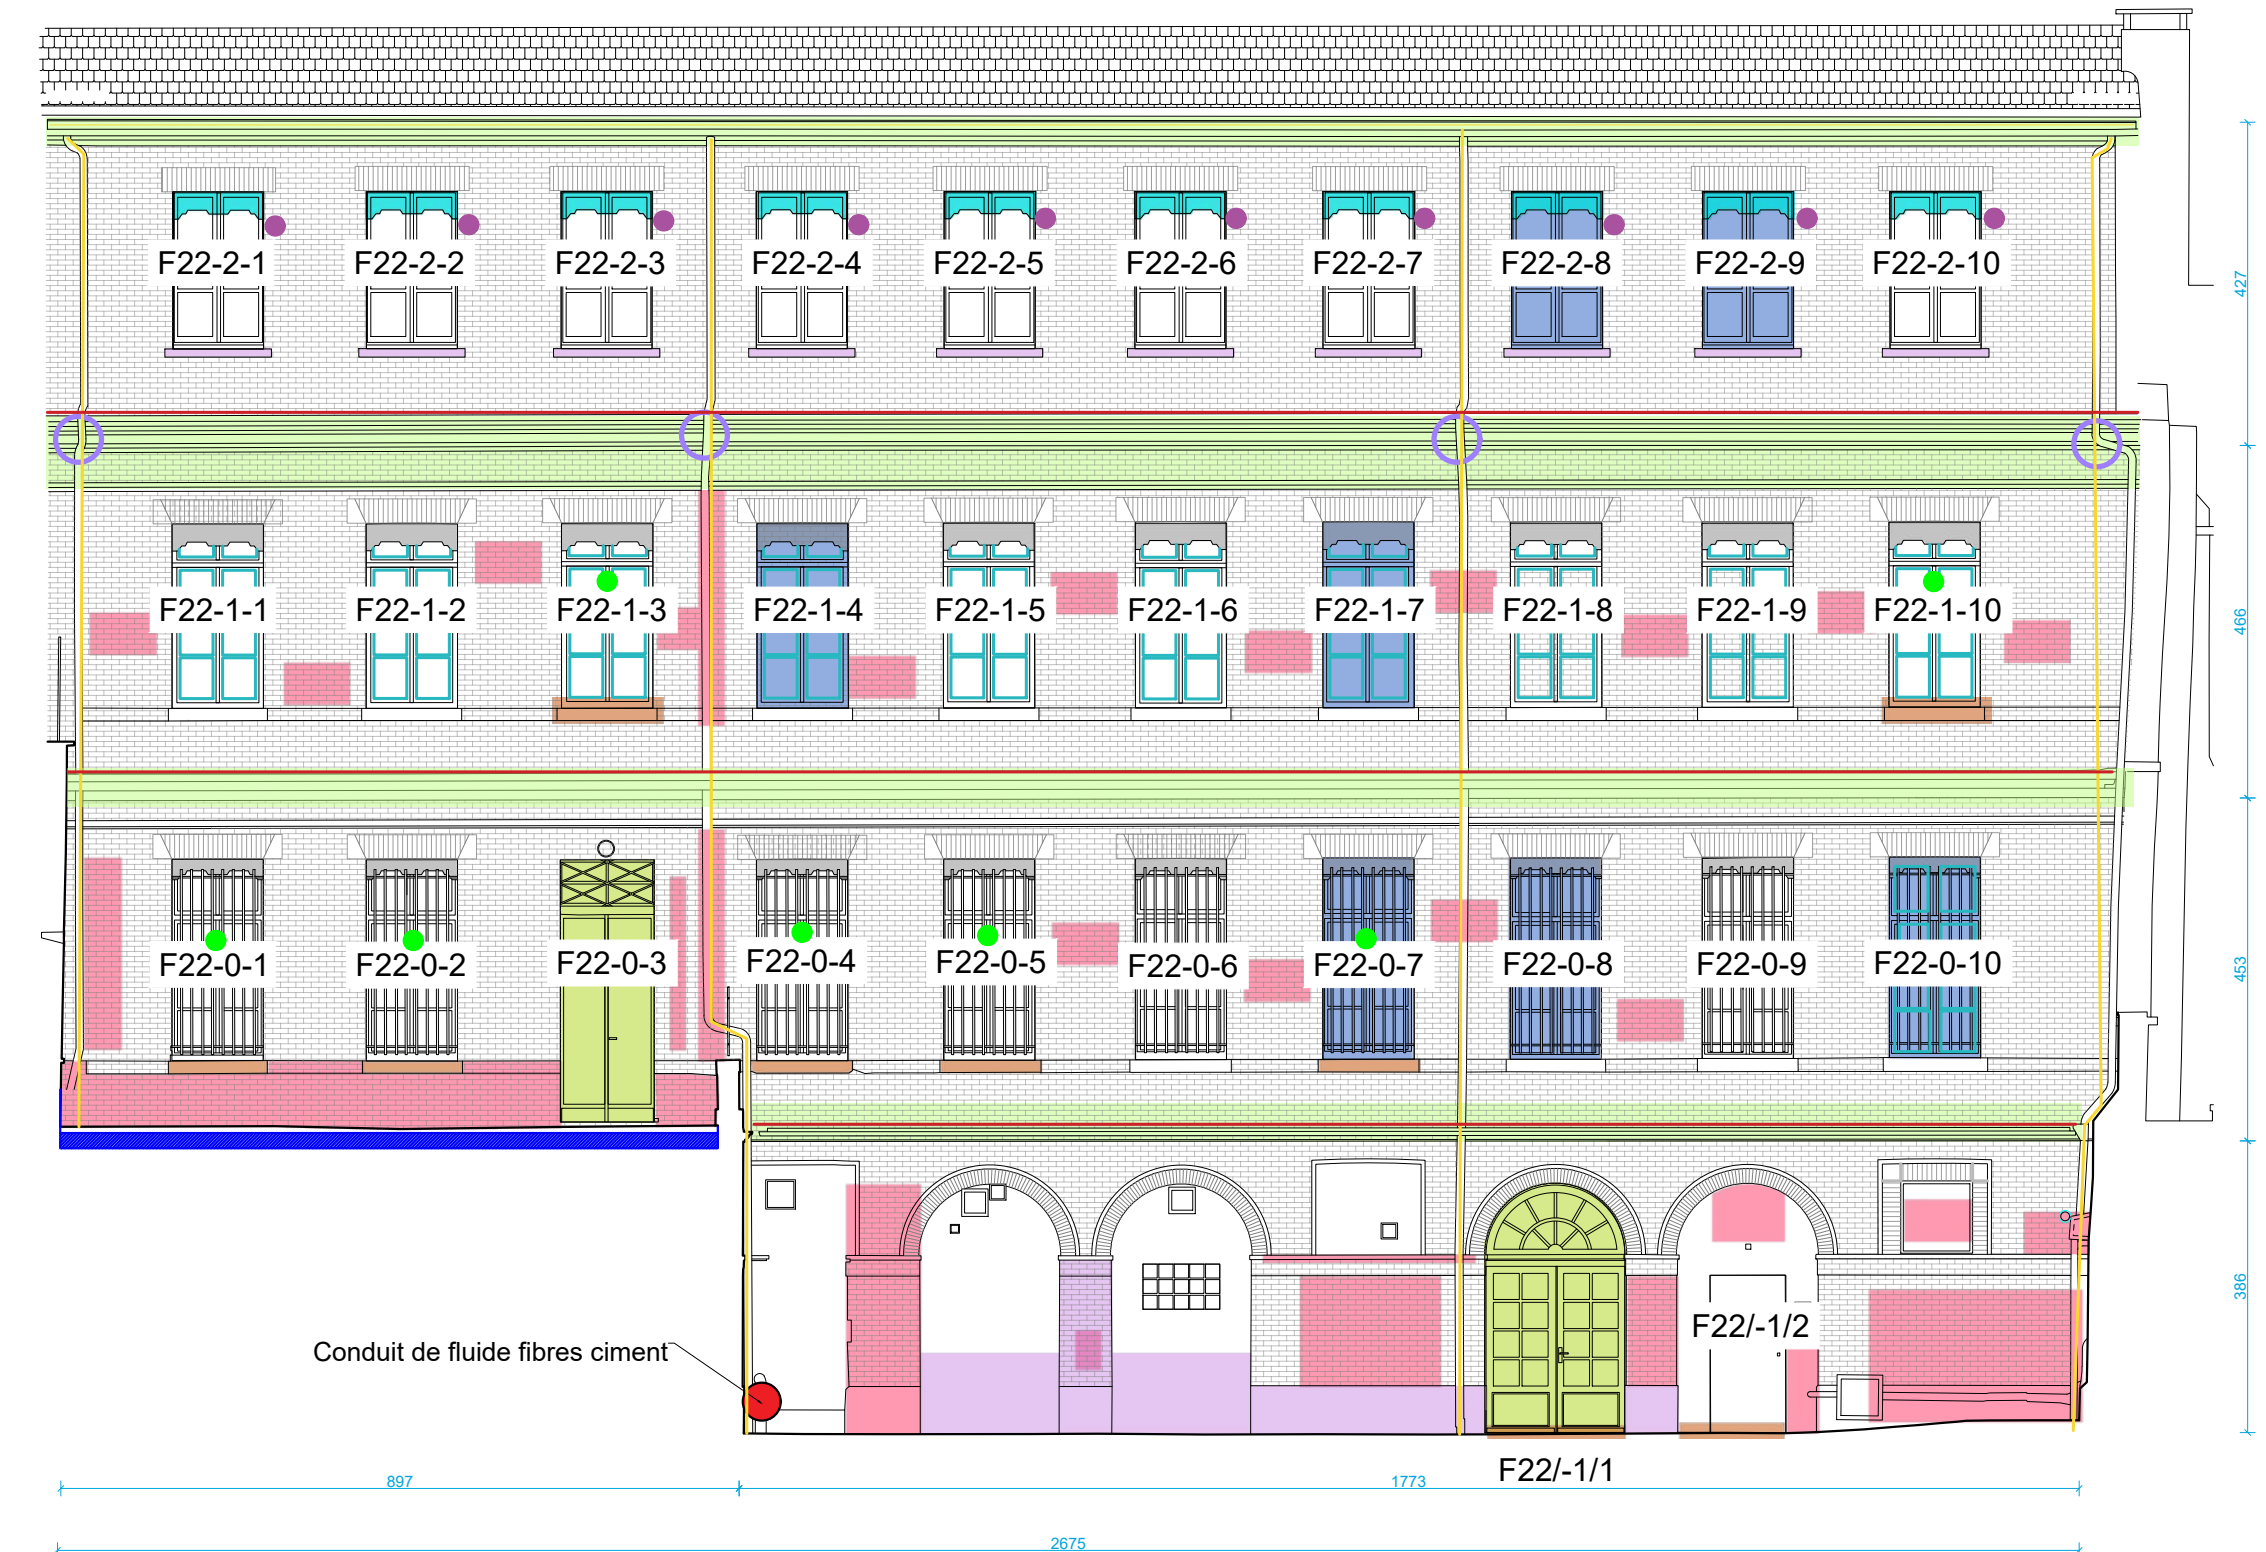 F22-2-1 F22-2-2 F22-2-3 F22-2-4 F22-2-5 F22-2-6 F22-2-7 F22-2-8 F22-2-9 F22-2-10
427
F22-1-1 F22-1-2 F22-1-3 F22-1-4 F22-1-5 F22-1-6 F22-1-7 F22-1-8 F22-1-9 F22-1-10
466
F22-0-1 F22-0-2 F22-0-3 F22-0-4 F22-0-5 F22-0-6 F22-0-7 F22-0-8 F22-0-9 F22-0-10
453
386
F22/-1/2
Conduit de fluide fibres ciment
F22/-1/1
897 1773
2675